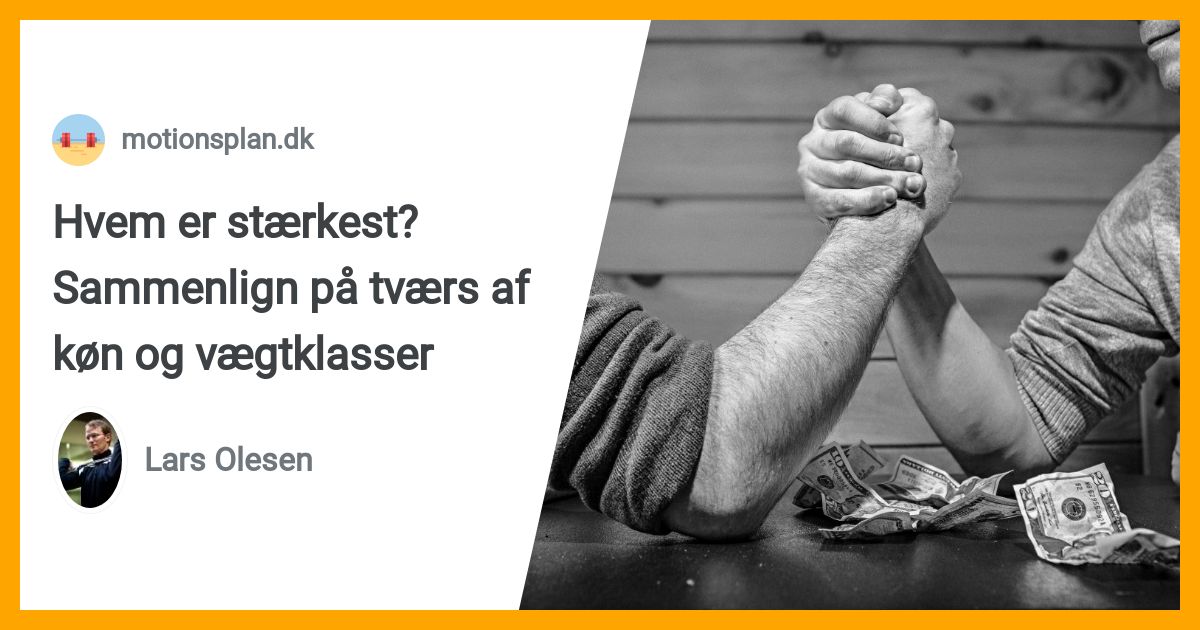 motionsplan.dk
Hvem er stærkest?
Sammenlign på tværs af
køn og vægtklasser
Lars Olesen